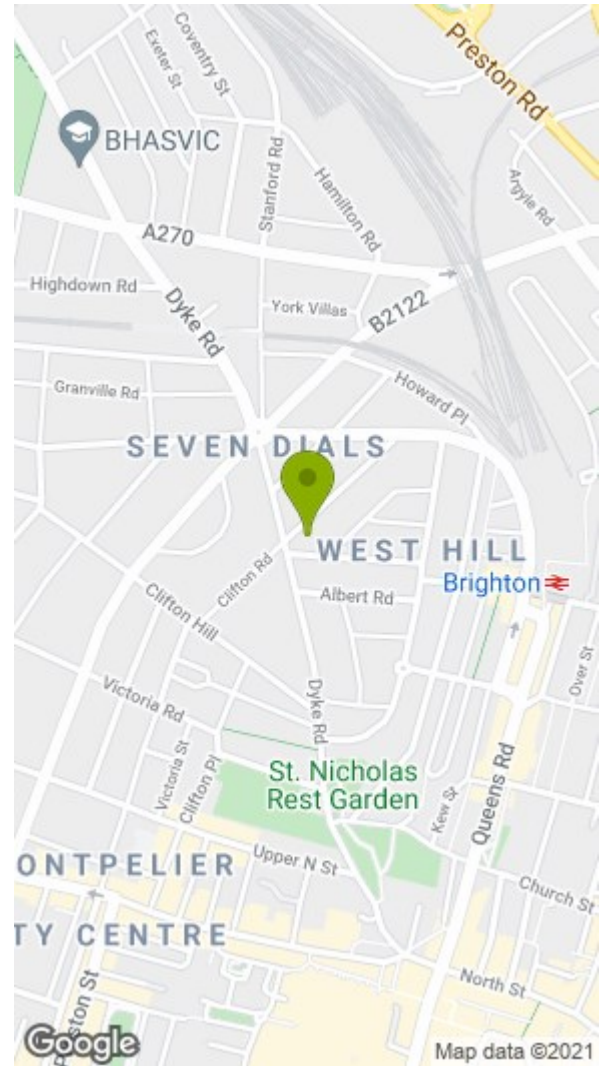 Preston Rd
Coventry St
Exeter St
BHASVIC
Stanford Rd
Hamilton Rd
Argyle Rd
A270
Highdown Rd
Dyke Rd
York Villas
B2122
Granville Rd
Howard Pl
SEVEN DIALS
WEST HILL
Brighton
Clifton Rd
Albert Rd
Clifton Hill
Over St
Victoria Rd
Dyke Rd
Victoria St
Clifton Pl
St. Nicholas
Rest Garden
Kew St
Queens Rd
Upper N St
ONTPELIER
Church St
TY CENTRE
North St
Google
Map data ©2021